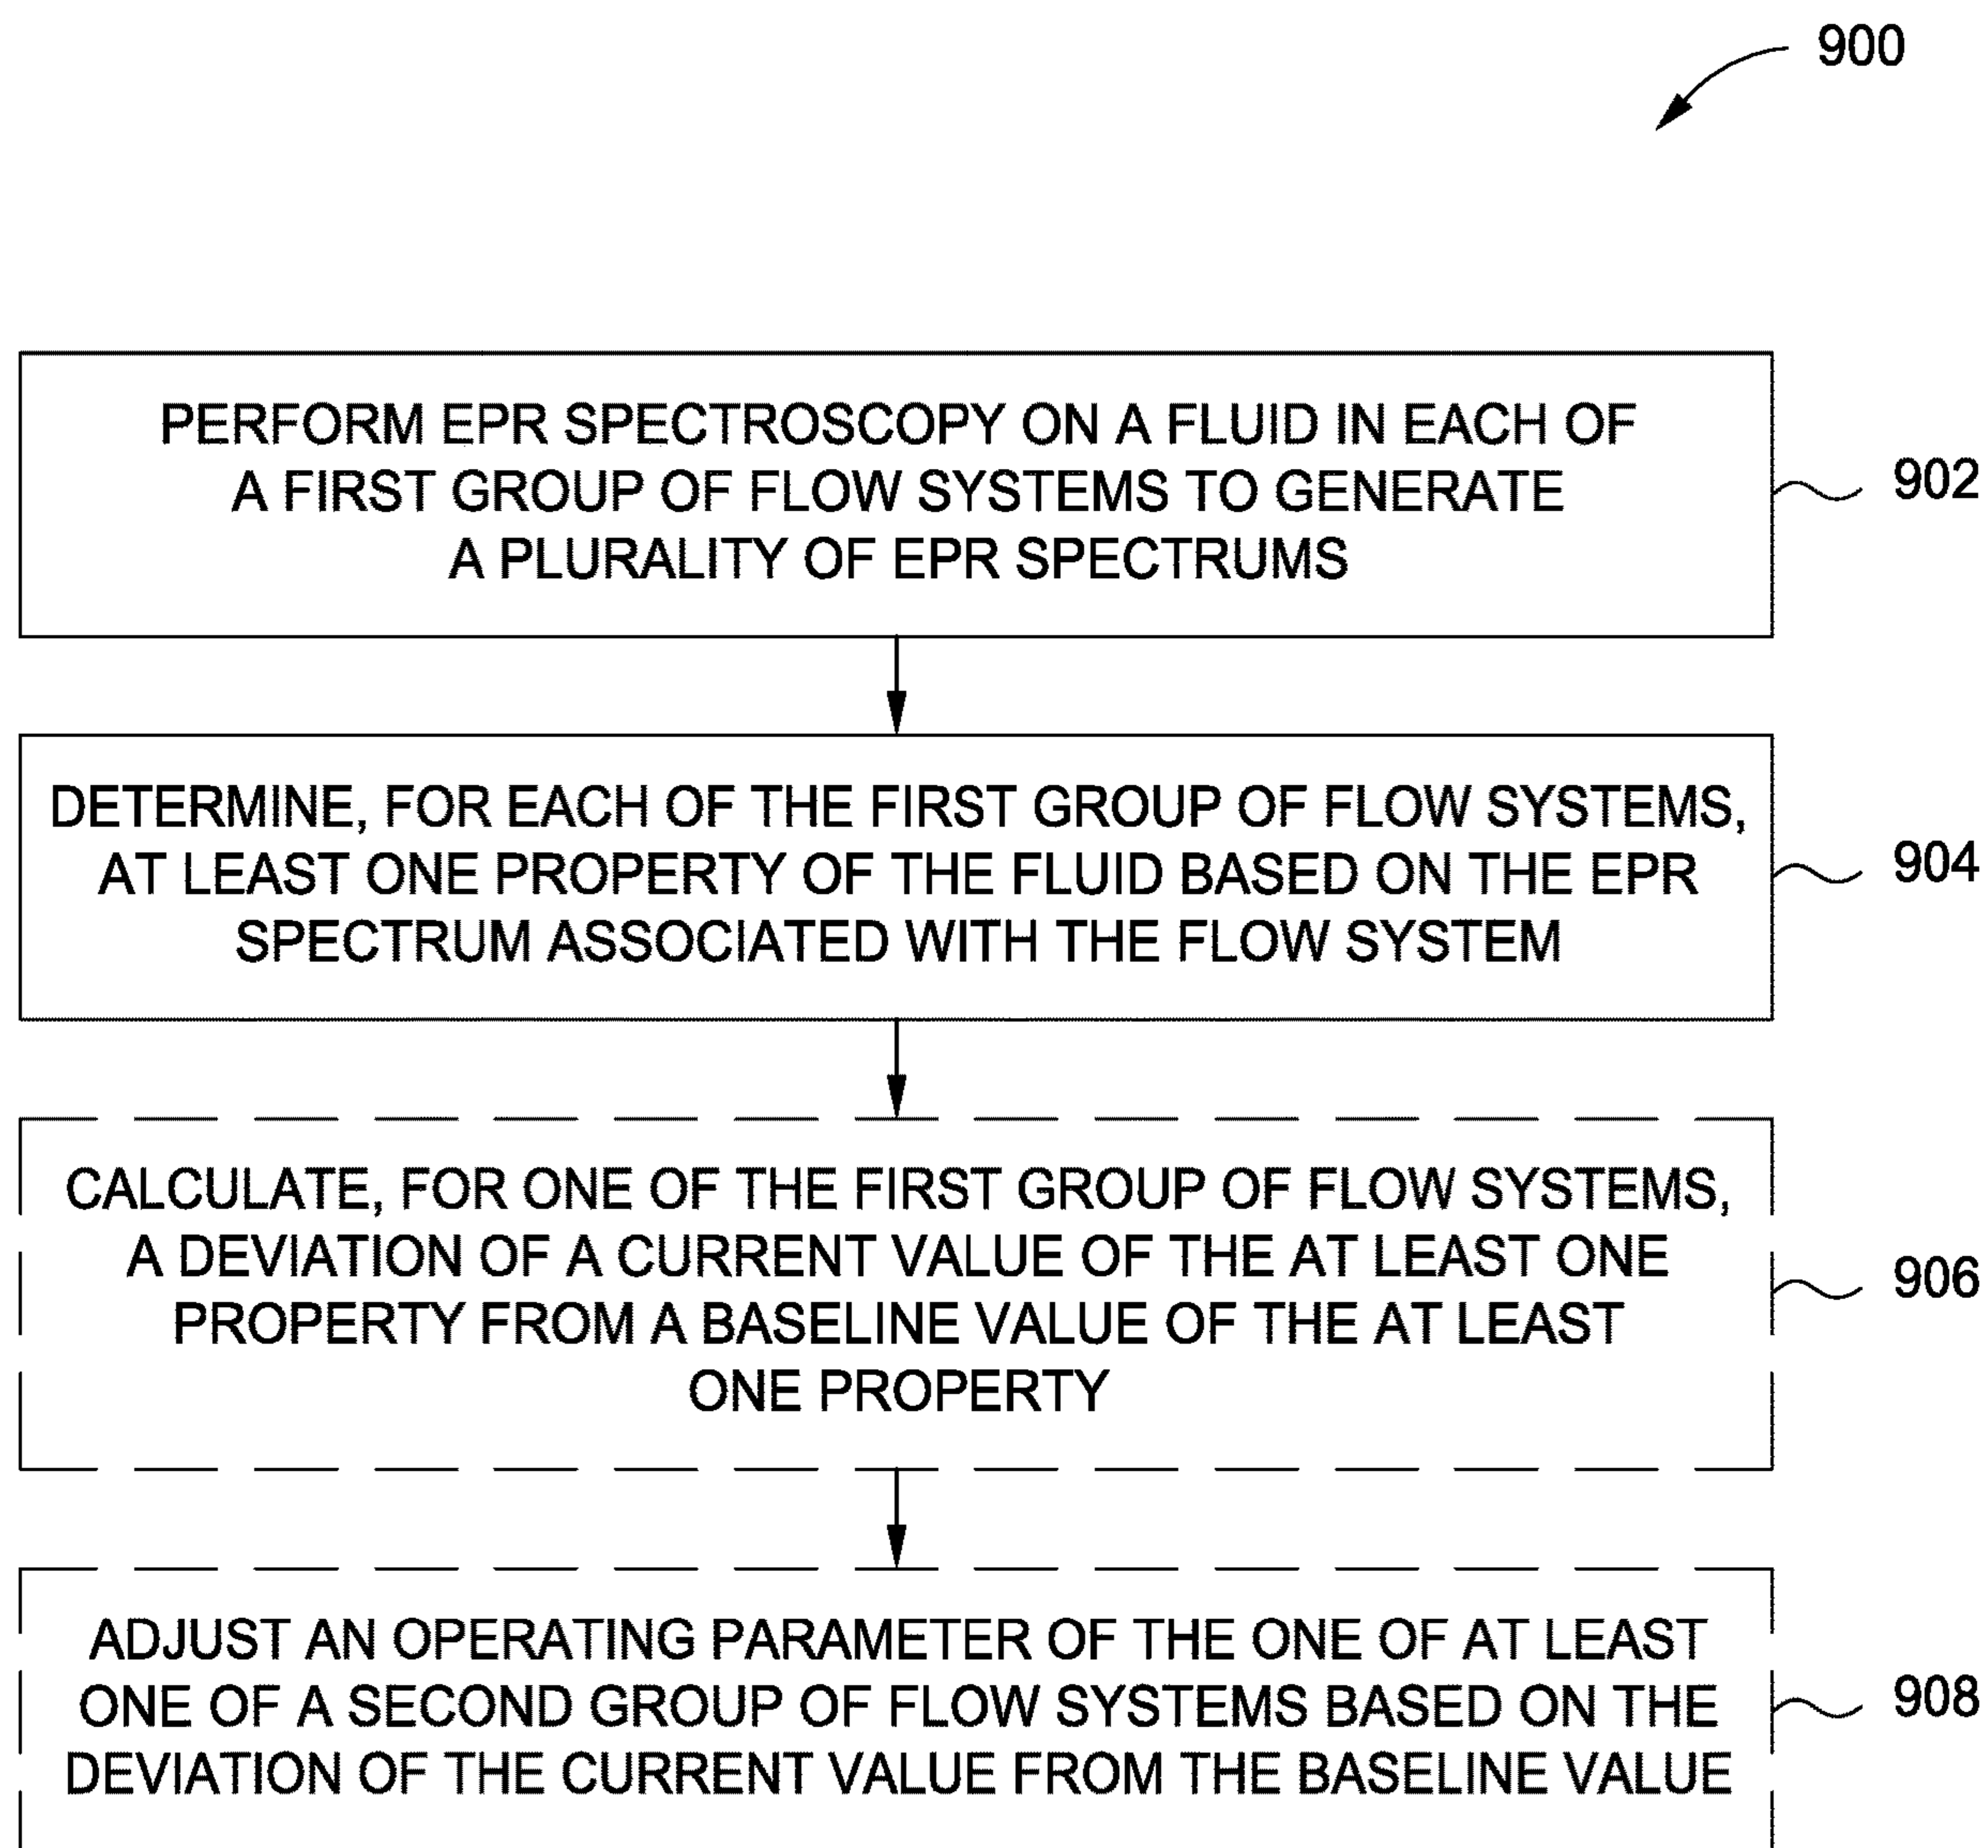 900
PERFORM EPR SPECTROSCOPY ON A FLUID IN EACH OF
A FIRST GROUP OF FLOW SYSTEMS TO GENERATE
A PLURALITY OF EPR SPECTRUMS
902
DETERMINE, FOR EACH OF THE FIRST GROUP OF FLOW SYSTEMS,
AT LEAST ONE PROPERTY OF THE FLUID BASED ON THE EPR
SPECTRUM ASSOCIATED WITH THE FLOW SYSTEM
904
CALCULATE, FOR ONE OF THE FIRST GROUP OF FLOW SYSTEMS,
A DEVIATION OF A CURRENT VALUE OF THE AT LEAST ONE
PROPERTY FROM A BASELINE VALUE OF THE AT LEAST
ONE PROPERTY
906
ADJUST AN OPERATING PARAMETER OF THE ONE OF AT LEAST
ONE OF A SECOND GROUP OF FLOW SYSTEMS BASED ON THE
DEVIATION OF THE CURRENT VALUE FROM THE BASELINE VALUE
908